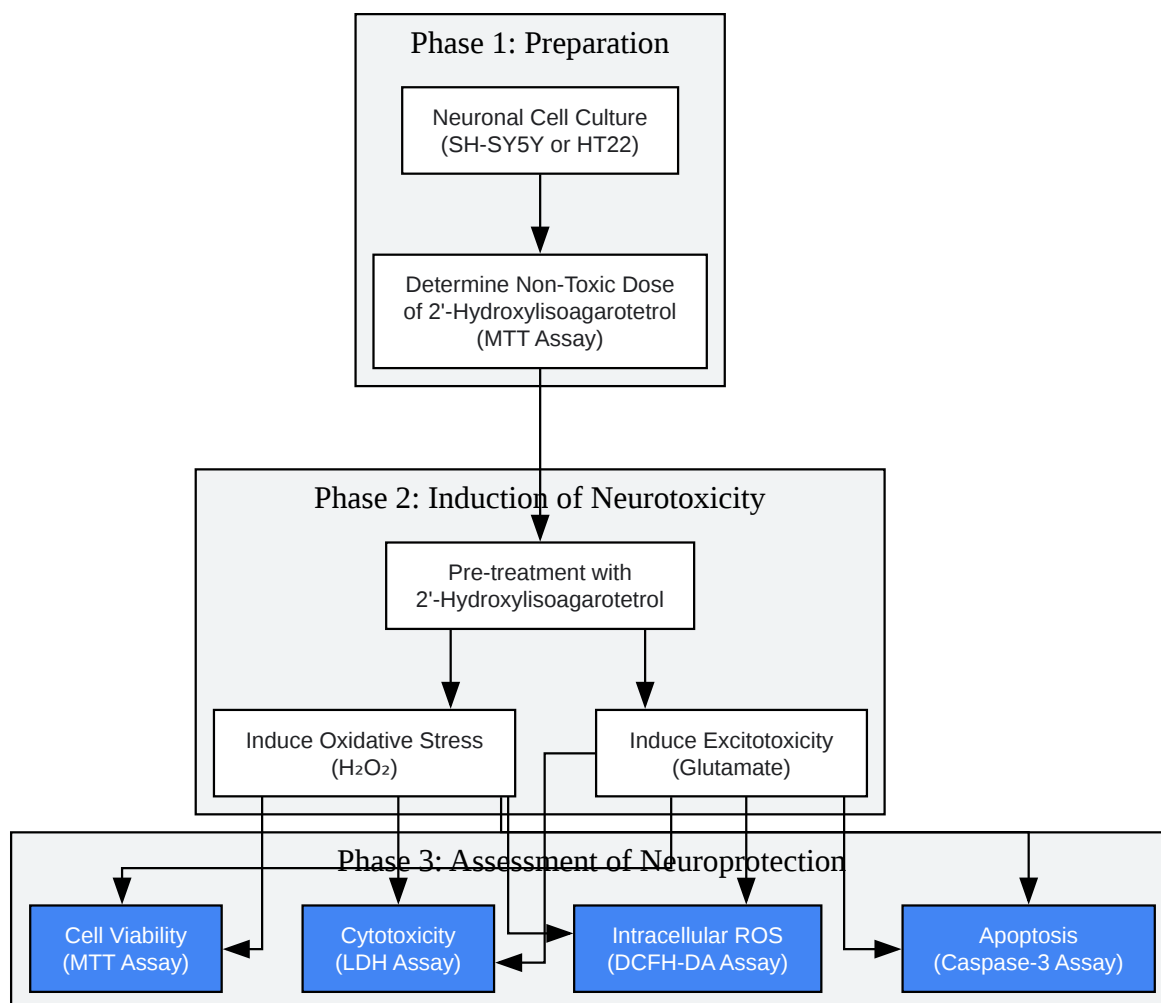 Phase 1: Preparation
Neuronal Cell Culture
(SH-SY5Y or HT22)
Determine Non-Toxic Dose
of 2'-Hydroxylisoagarotetrol
(MTT Assay)
Phase 2: Induction of Neurotoxicity
Pre-treatment with
2'-Hydroxylisoagarotetrol
Induce Oxidative Stress
(H₂O₂)
Induce Excitotoxicity
(Glutamate)
Phase 3: Assessment of Neuroprotection
Cell Viability
(MTT Assay)
Cytotoxicity
(LDH Assay)
Intracellular ROS
(DCFH-DA Assay)
Apoptosis
(Caspase-3 Assay)